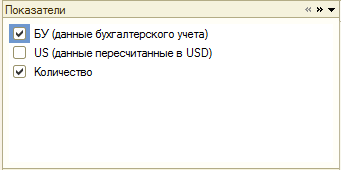 Показатели
БУ (данные бухгалтерского учета)
US (данные пересчитанные в USD)
Количество